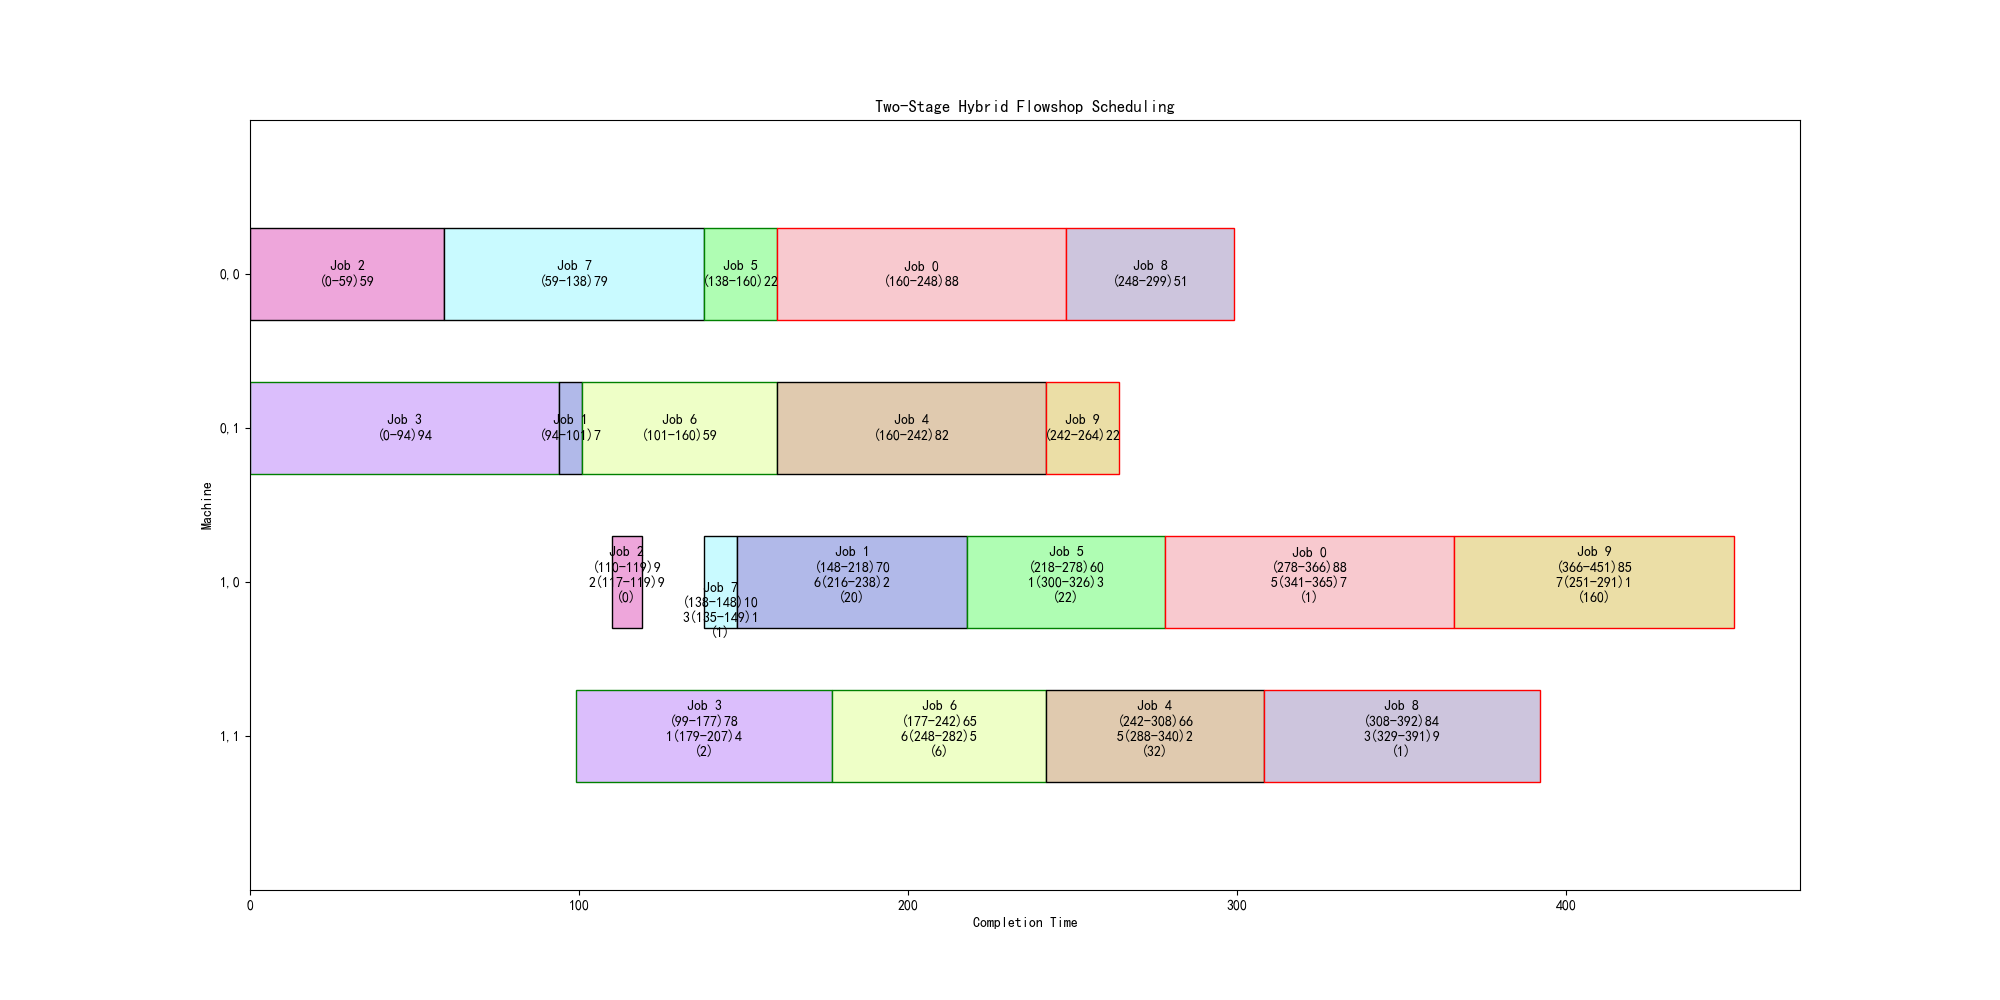 Two-Stage Hybrid Flowshop Scheduling
0,0
Job 2
(0-59)59
Job 7
(59-138)79
Job 5
(138-160)22
Job 0
(160-248)88
Job 8
(248-299)51
0,1
Job 3
(0-94)94
Job 1
(94-101)7
Job 6
(101-160)59
Job 4
(160-242)82
Job 9
(242-264)22
Machine
1,0
Job 2
(110-119)9
2(117-119)9
(0)
Job 7
(138-148)10
3(135-149)1
(1)
Job 1
(148-218)70
6(216-238)2
(20)
Job 5
(218-278)60
1(300-326)3
(22)
Job 0
(278-366)88
5(341-365)7
(1)
Job 9
(366-451)85
7(251-291)1
(160)
1,1
Job 3
(99-177)78
1(179-207)4
(2)
Job 6
(177-242)65
6(248-282)5
(6)
Job 4
(242-308)66
5(288-340)2
(32)
Job 8
(308-392)84
3(329-391)9
(1)
0 100 200 300 400
Completion Time